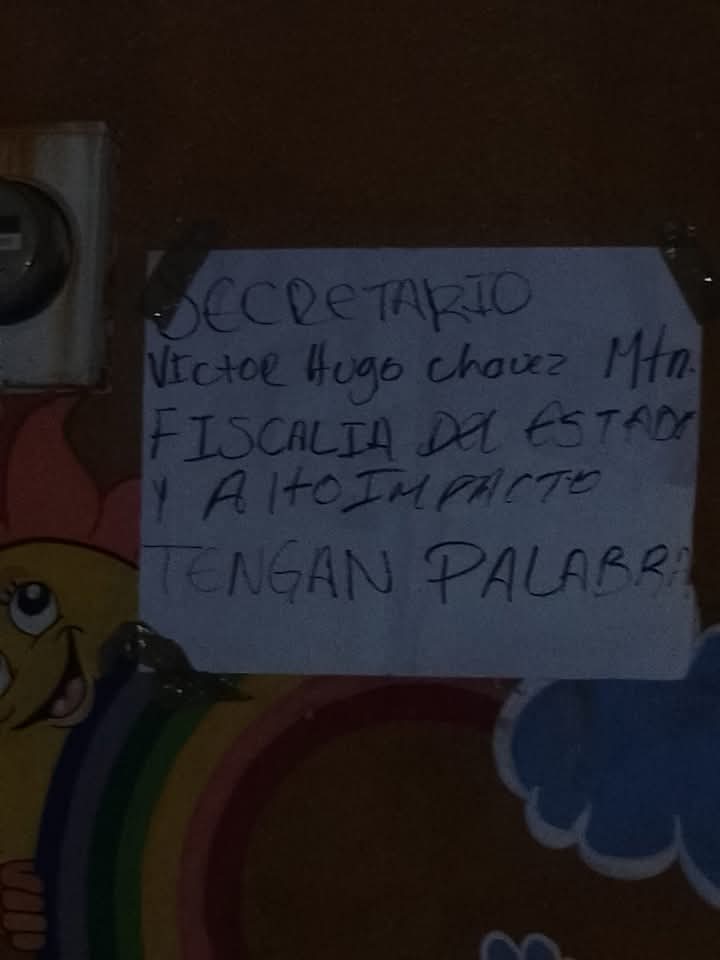 SECRETARIO
Victor Hugo chavez Mtn.
FISCALIA DEL ESTADO
Y AltoIMPACTO
TENGAN PALABRA